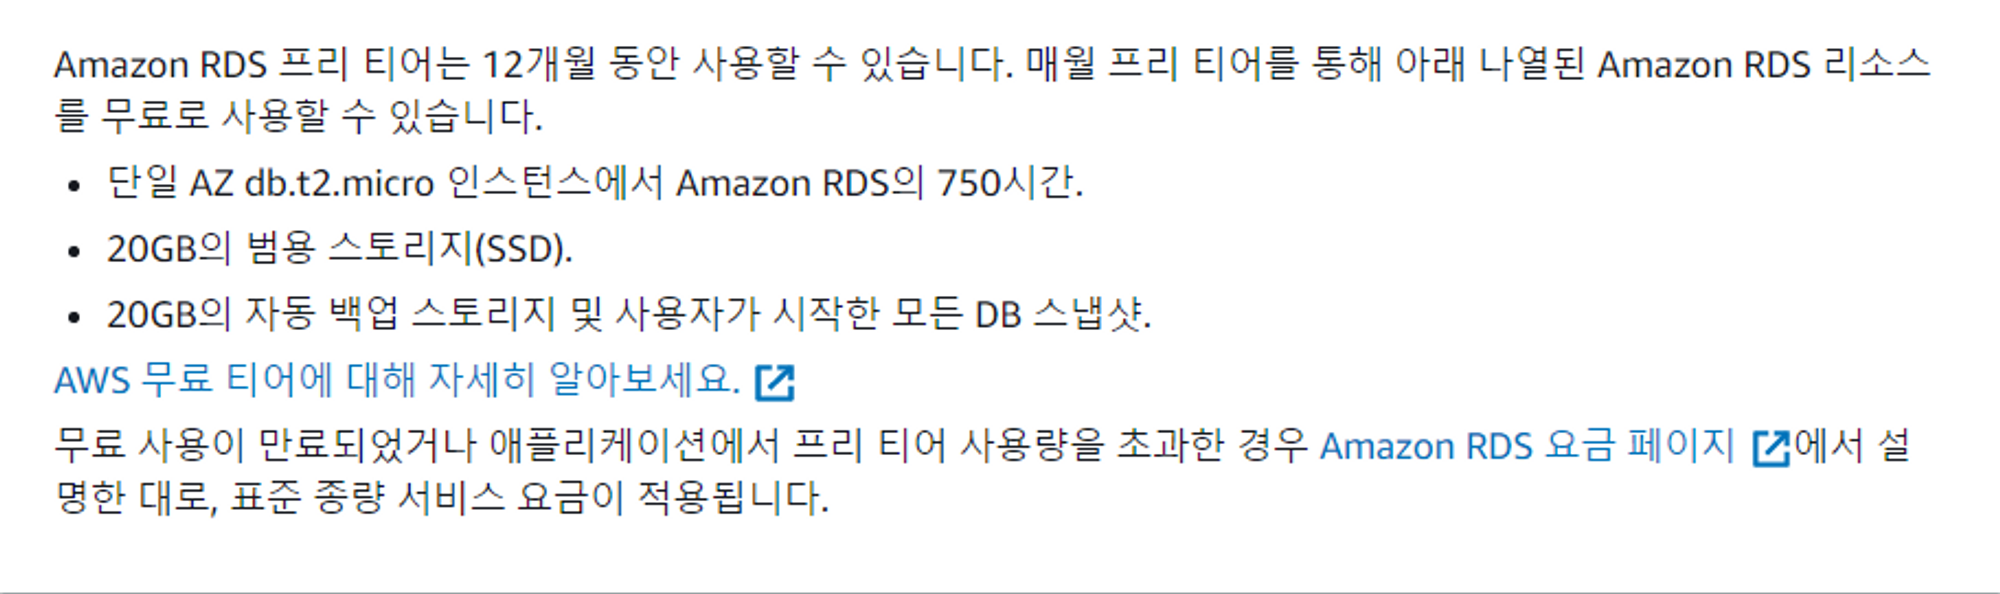 Amazon RDS 프리 티어는 12개월 동안 사용할 수 있습니다. 매월 프리 티어를 통해 아래 나열된 Amazon RDS 리소스
를 무료로 사용할 수 있습니다.
• 단일 AZ db.t2.micro 인스턴스에서 Amazon RDS의 750시간.
• 20GB의 범용 스토리지(SSD).
• 20GB의 자동 백업 스토리지 및 사용자가 시작한 모든 DB 스냅샷.
AWS 무료 티어에 대해 자세히 알아보세요.
무료 사용이 만료되었거나 애플리케이션에서 프리 티어 사용량을 초과한 경우 Amazon RDS 요금 페이지 에서 설
명한 대로, 표준 종량 서비스 요금이 적용됩니다.